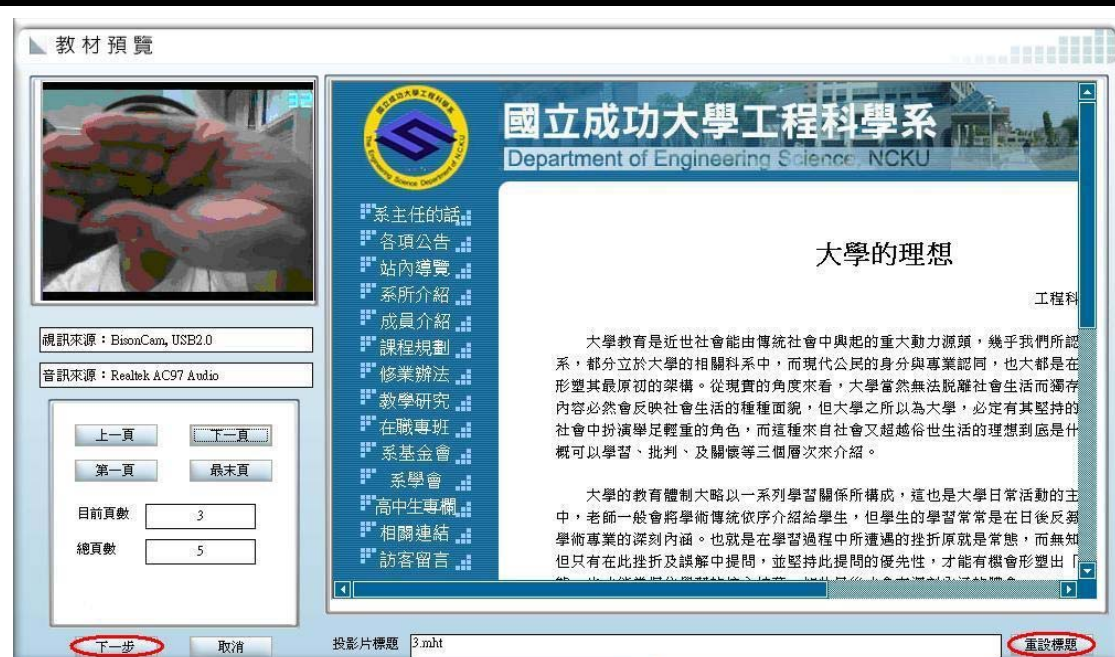 教材預覽
32
視訊來源：BisonCam, USB2.0
音訊來源：Realtek AC97 Audio
上一頁
下一頁
第一頁
最末頁
目前頁數 3
總頁數 5
下一步
取消
國立成功大學工程科學系
Department of Engineering Science, NCKU
系主任的話
各項公告
站內導覽
系所介紹
成員介紹
課程規劃
修業辦法
教學研究
在職專班
系基金會
系學會
高中生專欄
相關連結
訪客留言
大學的理想
工程科
大學教育是近世社會能由傳統社會中興起的重大動力源頭，幾乎我們所認
系，都分立於大學的相關科系中，而現代公民的身分與專業認同，也大都是在
形塑其最原初的架構。從現實的角度來看，大學當然無法脫離社會生活而獨存
內容必然會反映社會生活的種種面貌，但大學之所以為大學，必定有其堅持的
社會中扮演舉足輕重的角色，而這種來自社會又超越俗世生活的理想到底是什
概可以學習、批判、及關懷等三個層次來介紹。
大學的教育體制大略以一系列學習關係所構成，這也是大學日常活動的主
中，老師一般會將學術傳統依序介紹給學生，但學生的學習常常是在日後反芻
學術專業的深刻內涵。也就是在學習過程中所遭遇的挫折原就是常態，而無知
但只有在此挫折及誤解中提問，並堅持此提問的優先性，才能有機會形塑出「
投影片標題 3.mht
重設標題